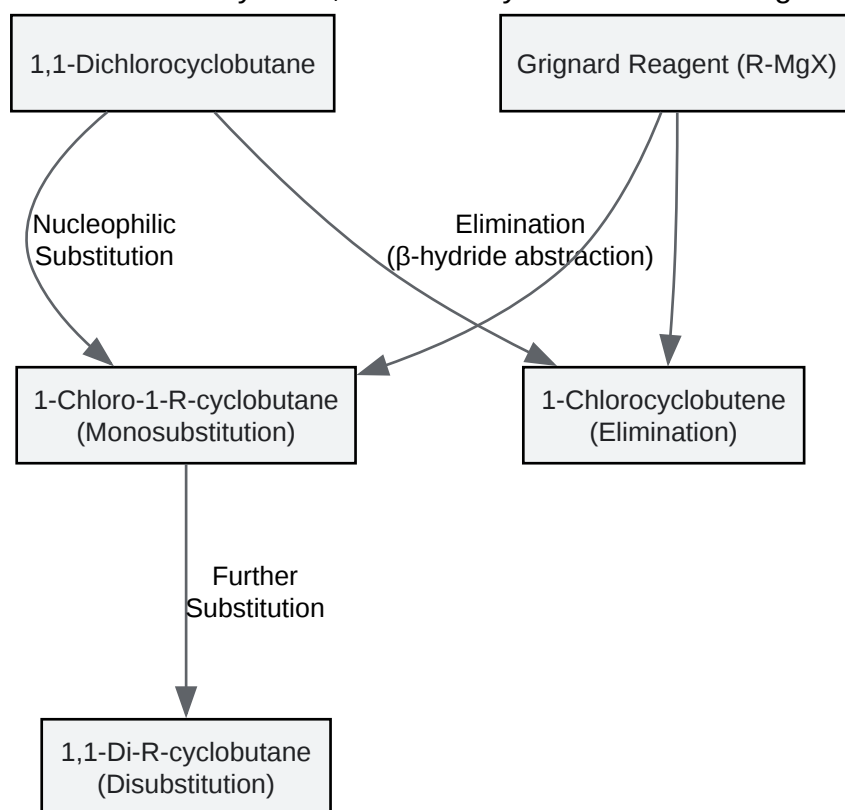 1,1-Dichlorocyclobutane
Grignard Reagent (R-MgX)
Nucleophilic
Substitution
Elimination
(β-hydride abstraction)
1-Chloro-1-R-cyclobutane
(Monosubstitution)
1-Chlorocyclobutene
(Elimination)
Further
Substitution
1,1-Di-R-cyclobutane
(Disubstitution)